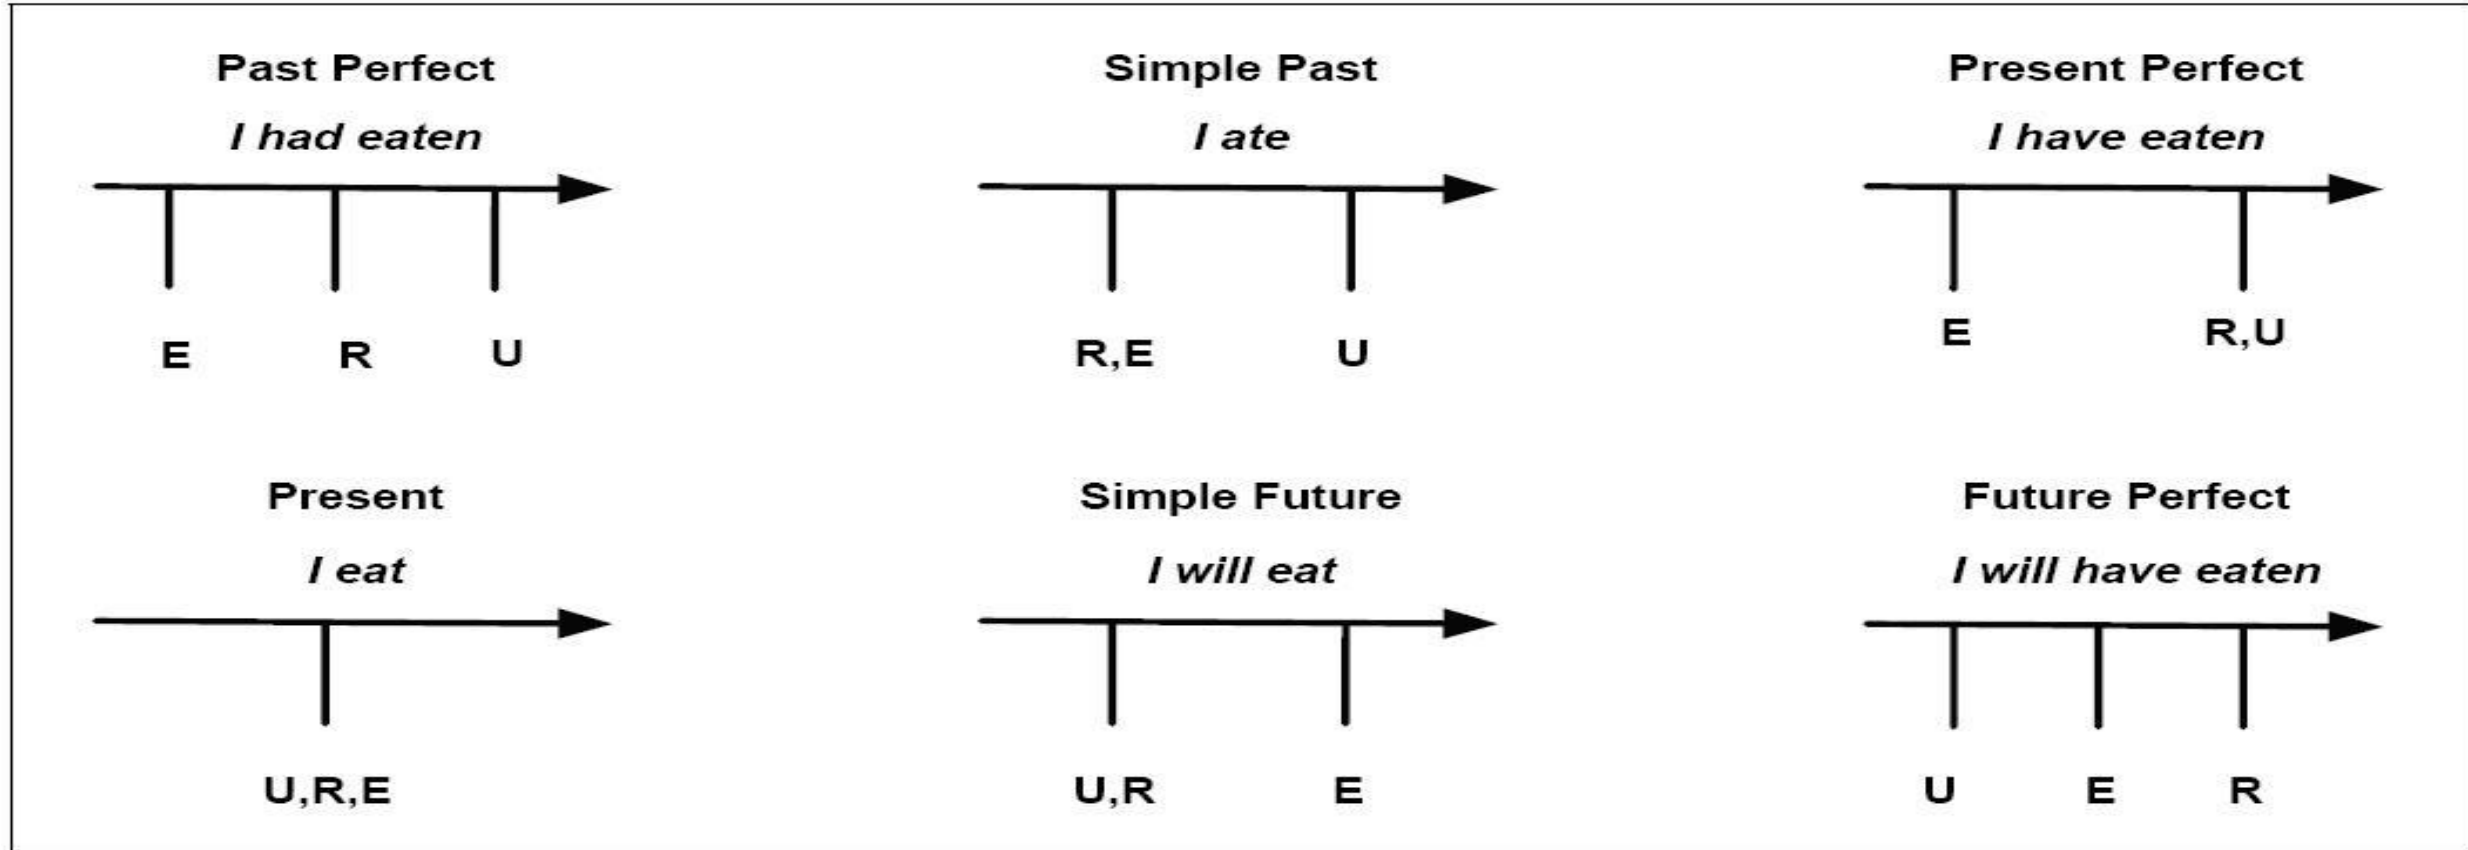 Past Perfect
I had eaten
E R U
Simple Past
I ate
R,E U
Present Perfect
I have eaten
E R,U
Present
I eat
U,R,E
Simple Future
I will eat
U,R E
Future Perfect
I will have eaten
U E R